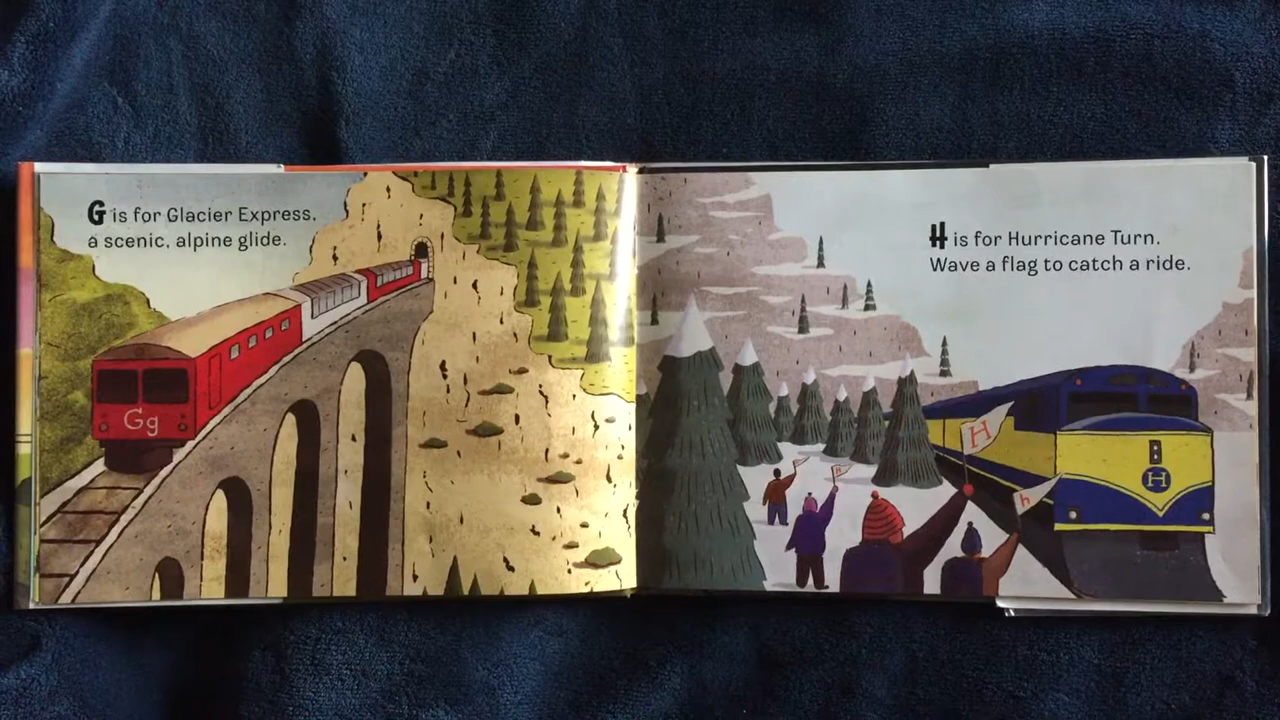 G is for Glacier Express,
a scenic, alpine glide.
Gg
H is for Hurricane Turn.
Wave a flag to catch a ride.
H
h
H